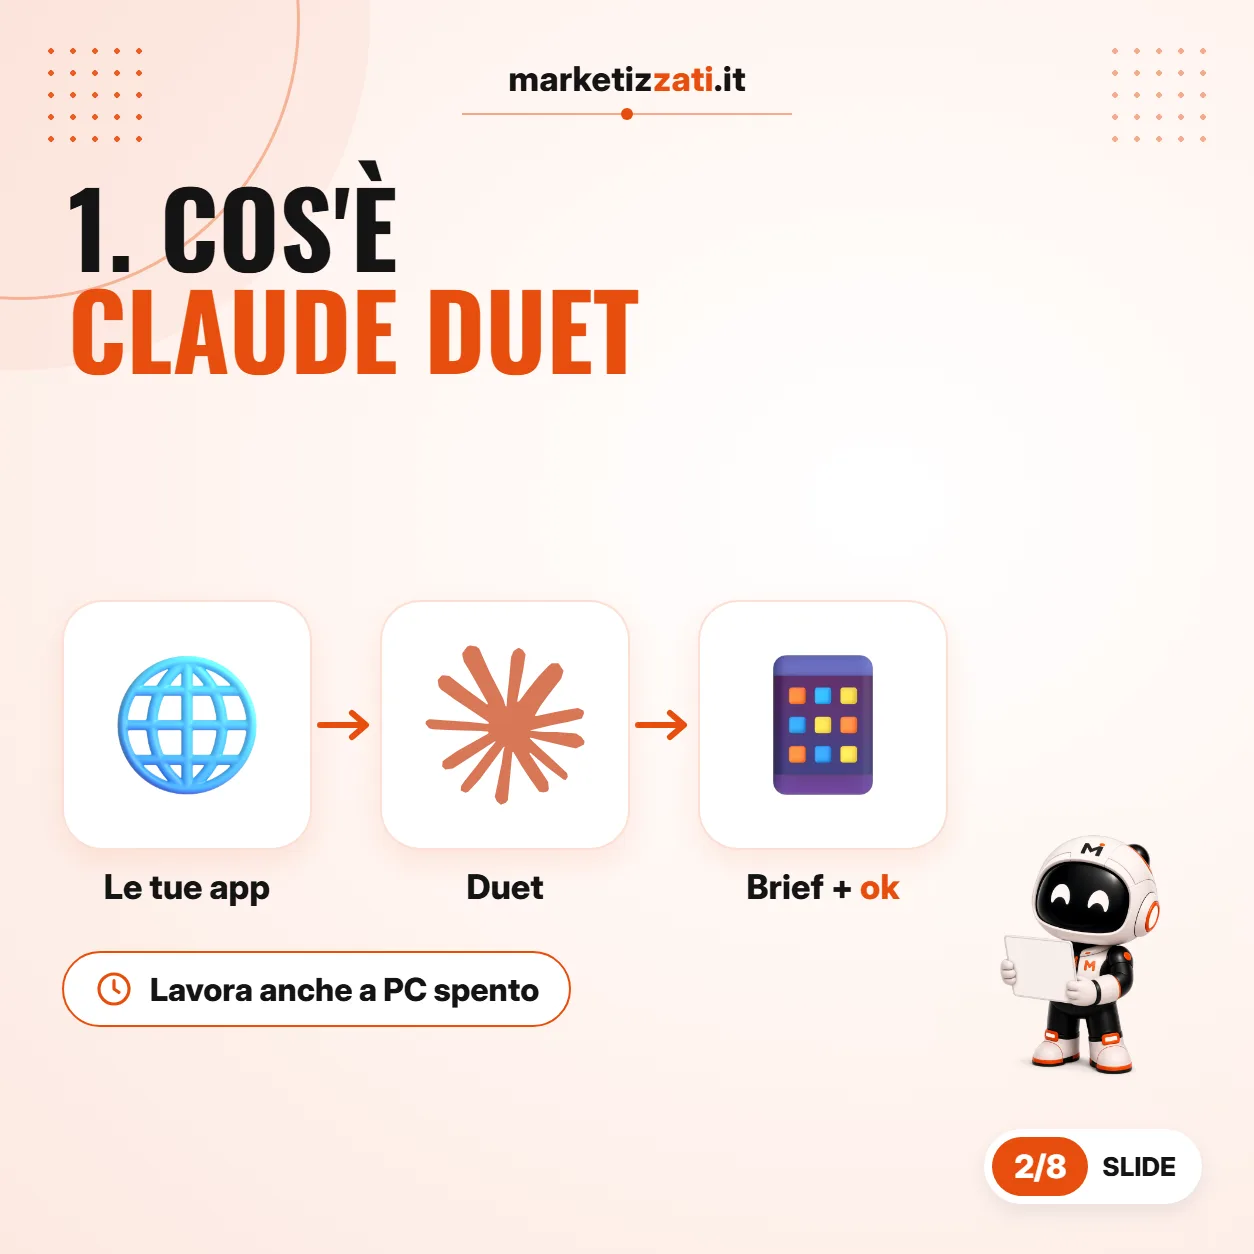 marketizzati.it
1. COS'È
CLAUDE DUET
Le tue app
Duet
Brief + ok
Lavora anche a PC spento
2/8 SLIDE